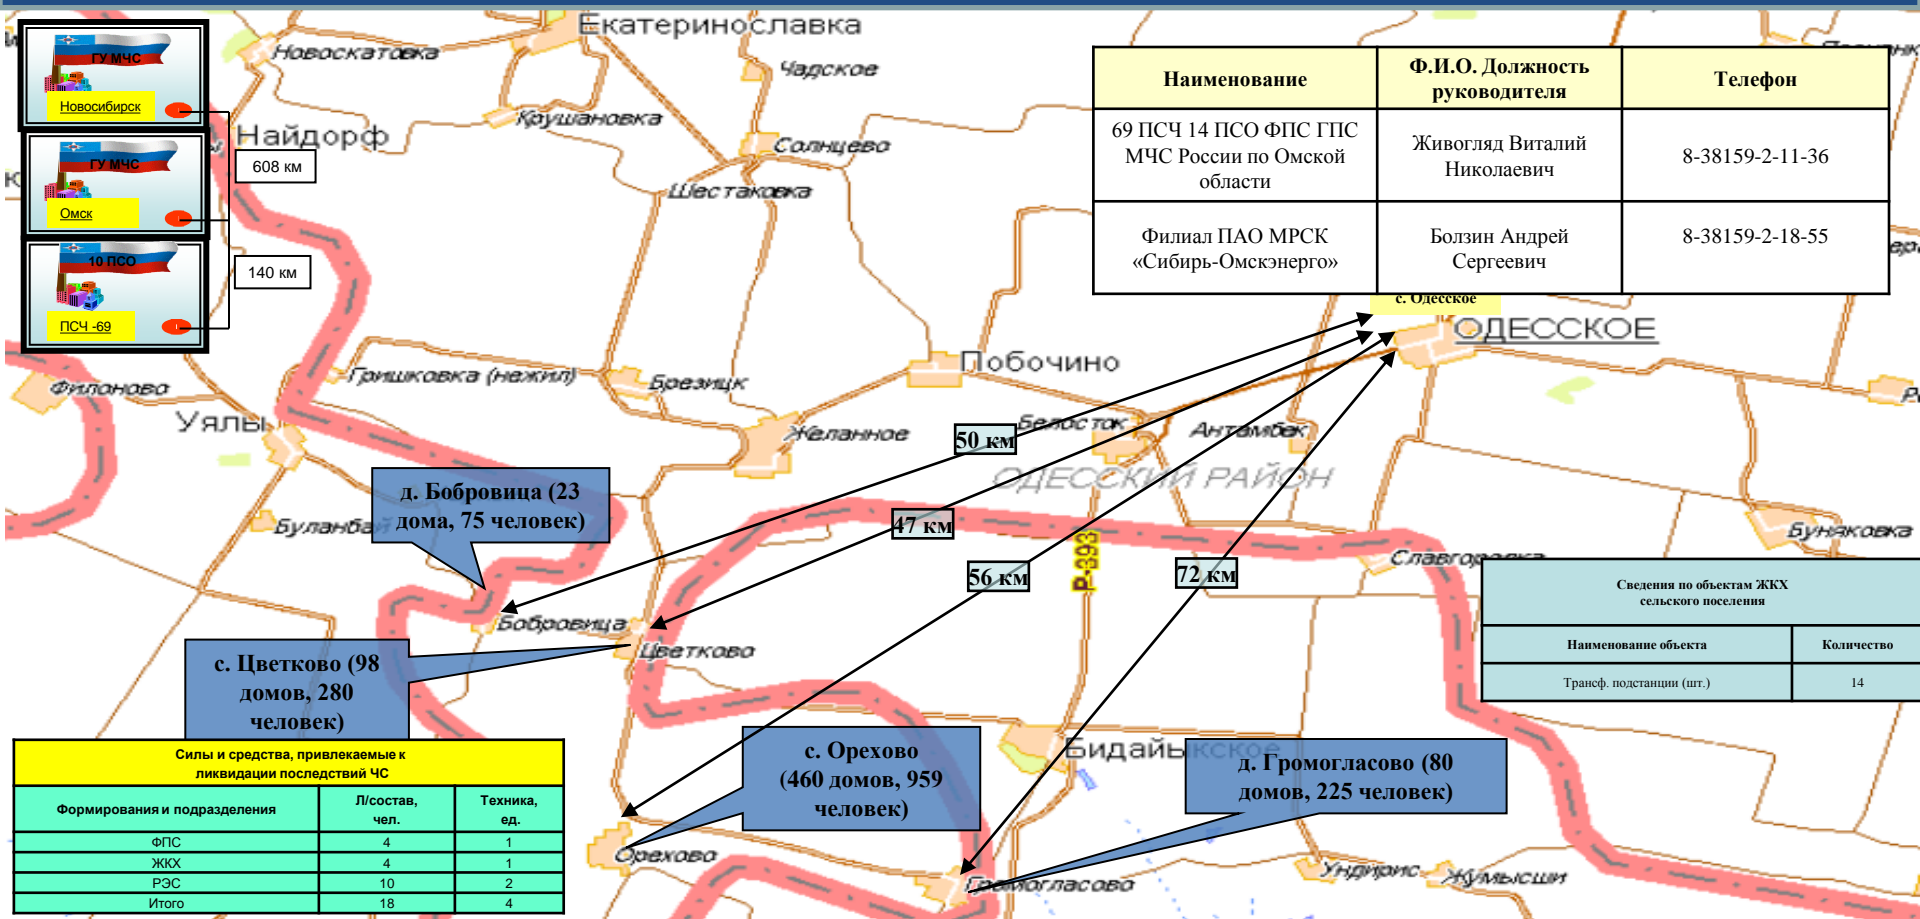 ГУ МЧС
Новосибирск
ГУ МЧС
Омск
10 ПСО
ПСЧ -69
608 км
140 км
Наименование
Ф.И.О. Должность
руководителя
Телефон
69 ПСЧ 14 ПСО ФПС ГПС
МЧС России по Омской
области
Живогляд Виталий
Николаевич
8-38159-2-11-36
Филиал ПАО МРСК
«Сибирь-Омскэнерго»
Болзин Андрей
Сергеевич
8-38159-2-18-55
с. Одесское
Екатеринославка
Новоскатовка
Чадское
Крушановка
Найдорф
Солнцево
Шестаковка
ОДЕССКОЕ
Побочино
Гришковка (нежил)
Брезицк
Филоново
Уялы
Желанное
Белосток
Антамбек
50 км
ОДЕССКИЙ РАЙОН
д. Бобровица (23
дома, 75 человек)
Буланбай
47 км
Буняковка
Р-393
Славгородка
56 км
72 км
Сведения по объектам ЖКХ
сельского поселения
Наименование объекта
Количество
Трансф. подстанции (шт.)
14
Бобровица
Цветково
с. Цветково (98
домов, 280
человек)
Бидайыкское
с. Орехово
(460 домов, 959
человек)
д. Громогласово (80
домов, 225 человек)
Силы и средства, привлекаемые к
ликвидации последствий ЧС
Формирования и подразделения
Л/состав,
чел.
Техника,
ед.
ФПС 4 1
ЖКХ 4 1
РЭС 10 2
Итого 18 4
Орехово
Громогласово
Ундирис
Жумысши